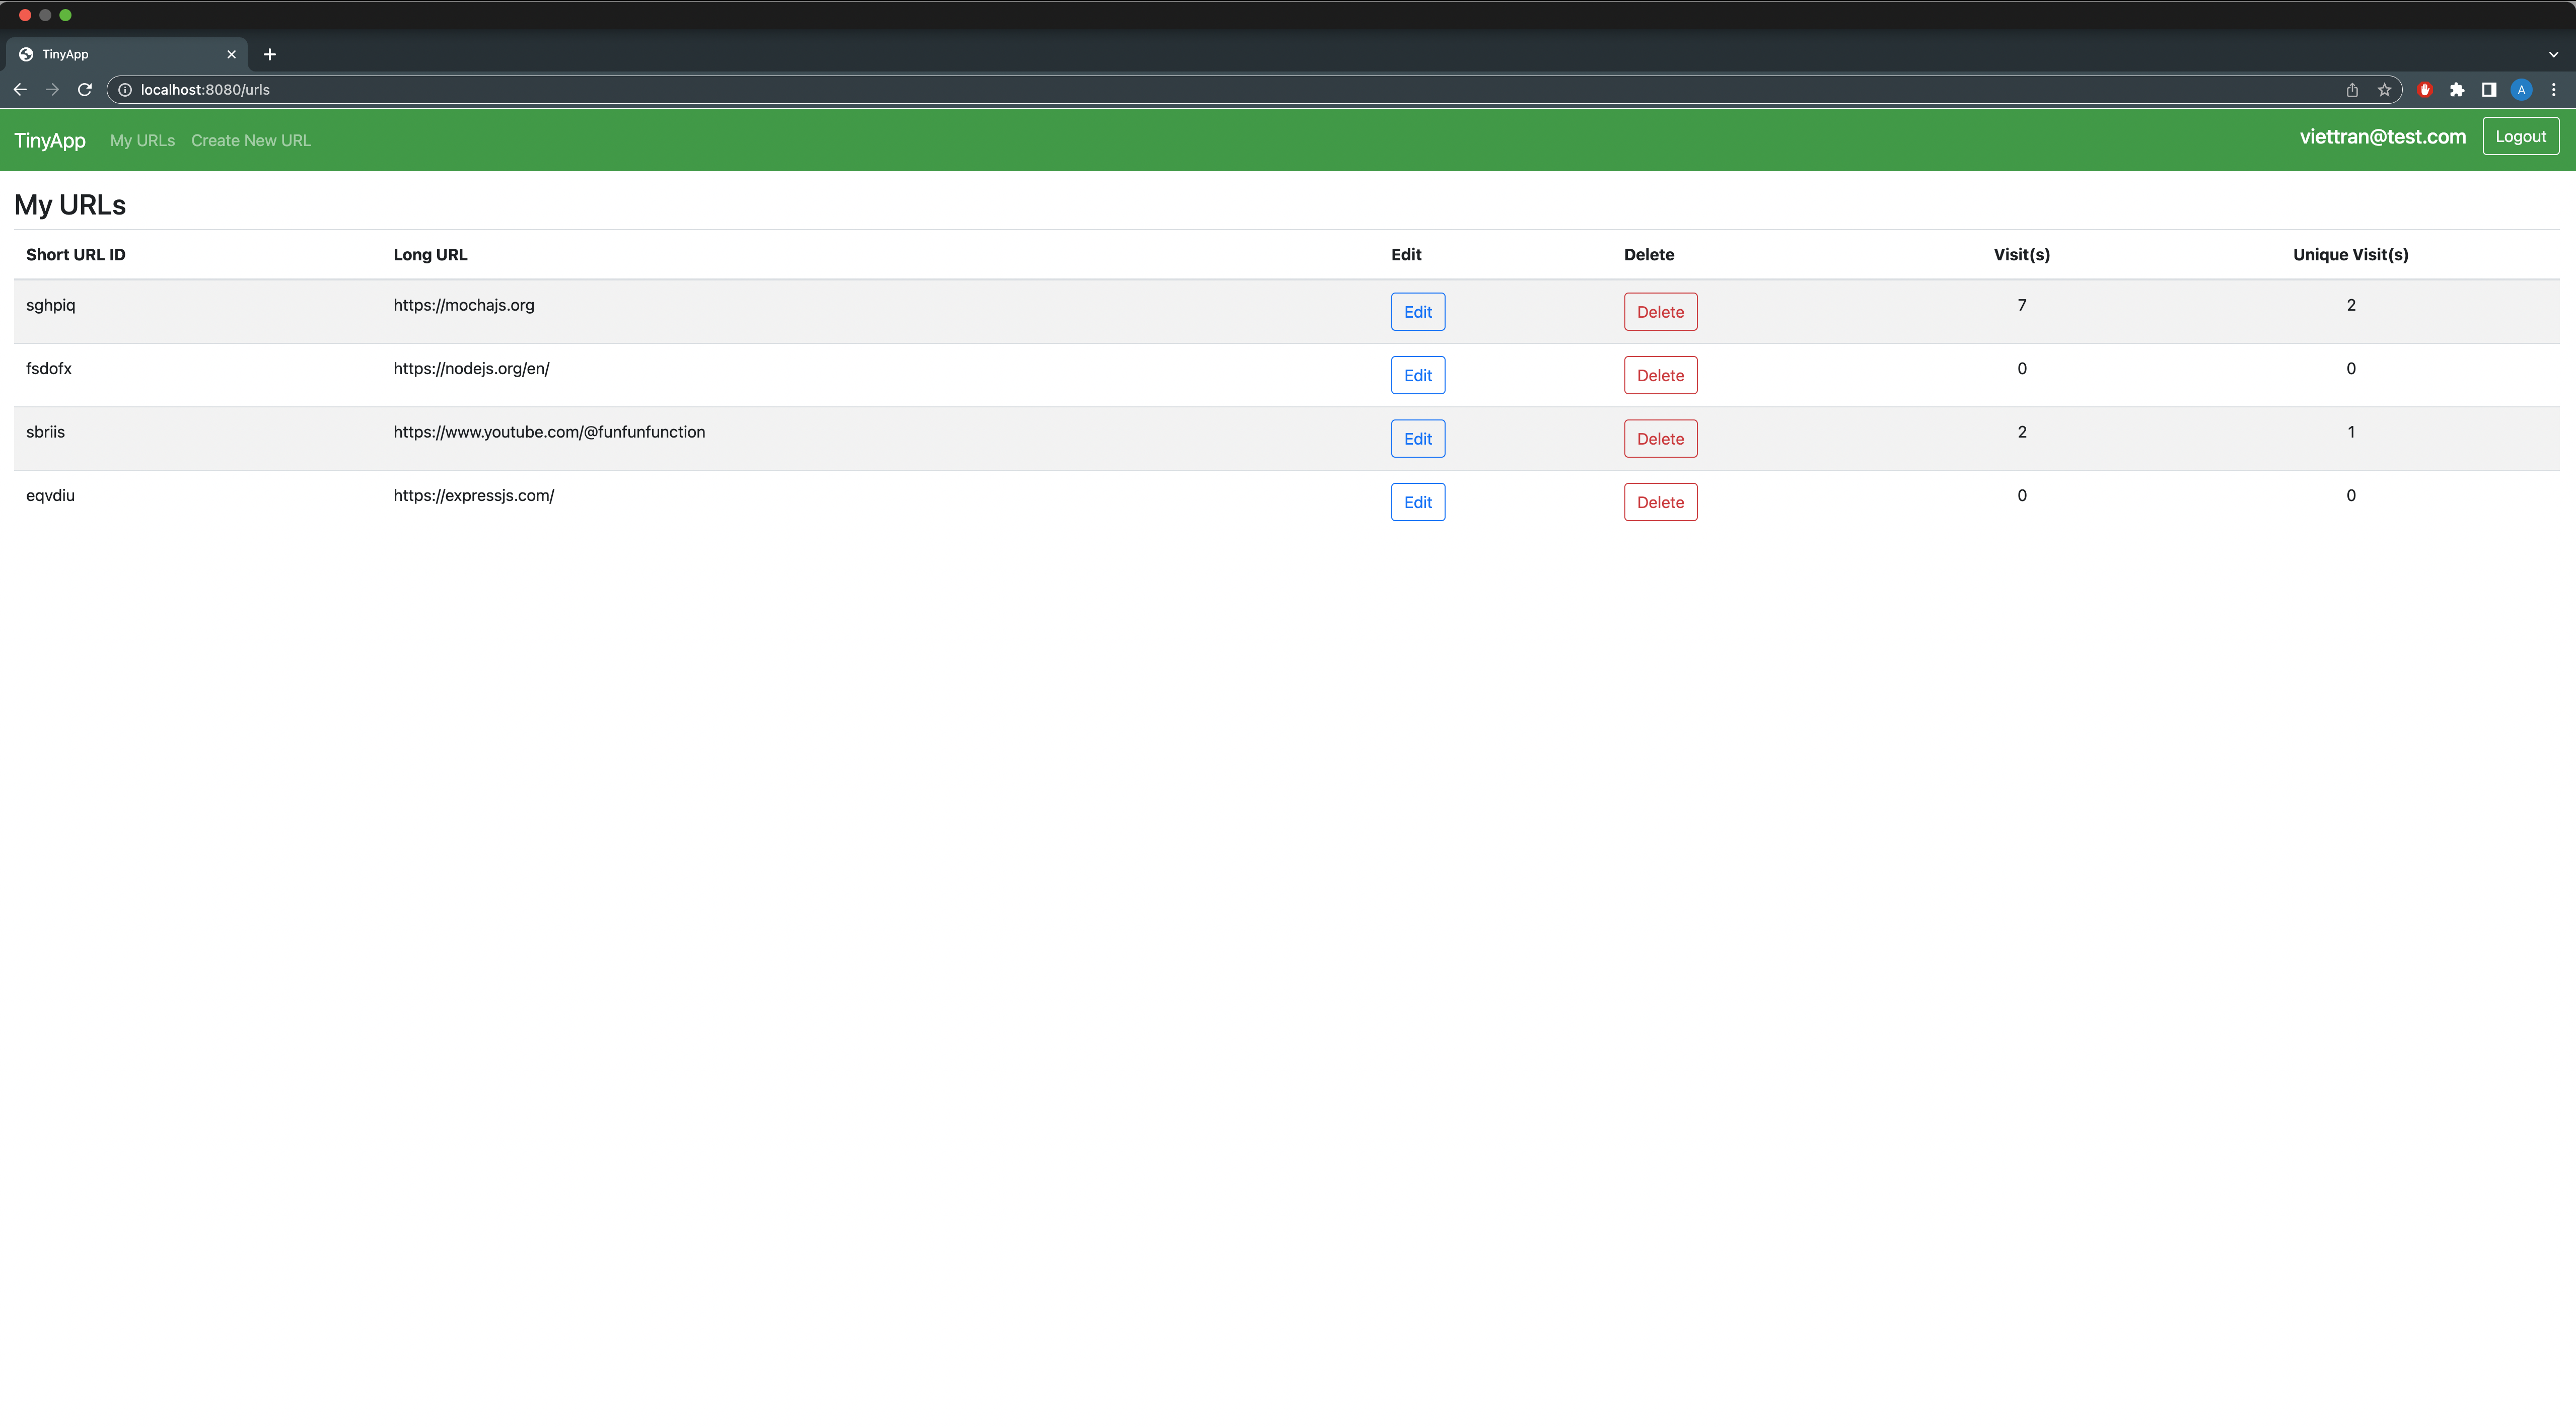 TinyApp
localhost:8080/urls
A
TinyApp My URLs Create New URL viettran@test.com Logout
My URLs
Short URL ID Long URL Edit Delete Visit(s) Unique Visit(s)
sghpiq https://mochajs.org Edit Delete 7 2
fsdofx https://nodejs.org/en/ Edit Delete 0 0
sbriis https://www.youtube.com/@funfunfunction Edit Delete 2 1
eqvdiu https://expressjs.com/ Edit Delete 0 0